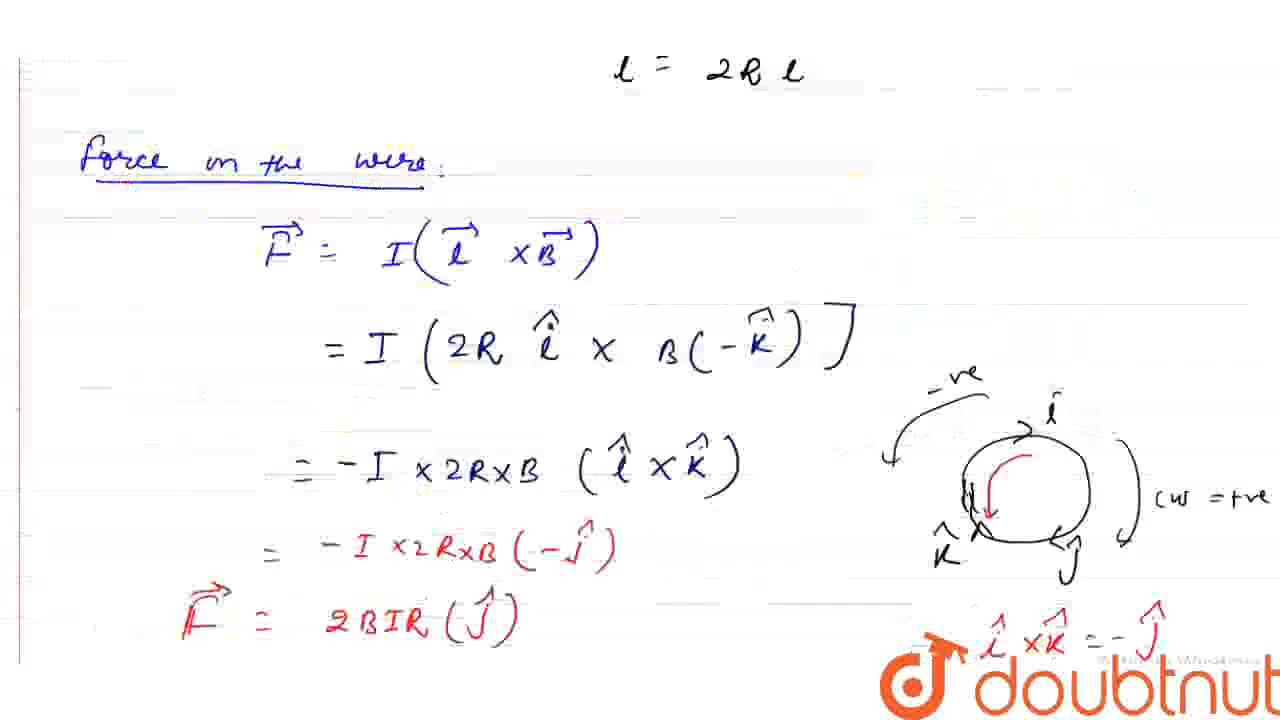 l = 2R l
force on the wire.
F⃗ = I(l⃗ × B⃗)
= I (2R î × B(-k̂)]
= -I × 2R × B (î × k̂)
= -I × 2R × B (-ĵ)
F⃗ = 2BIR (ĵ)
-ve
î
cw = +ve
k̂
ĵ
î × k̂ = -ĵ
doubtnut